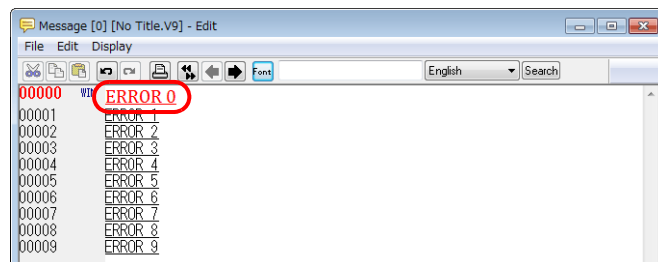 Message [0] [No Title.V9] - Edit
File Edit Display
Font English Search
00000 ERROR 0
00001 ERROR 1
00002 ERROR 2
00003 ERROR 3
00004 ERROR 4
00005 ERROR 5
00006 ERROR 6
00007 ERROR 7
00008 ERROR 8
00009 ERROR 9